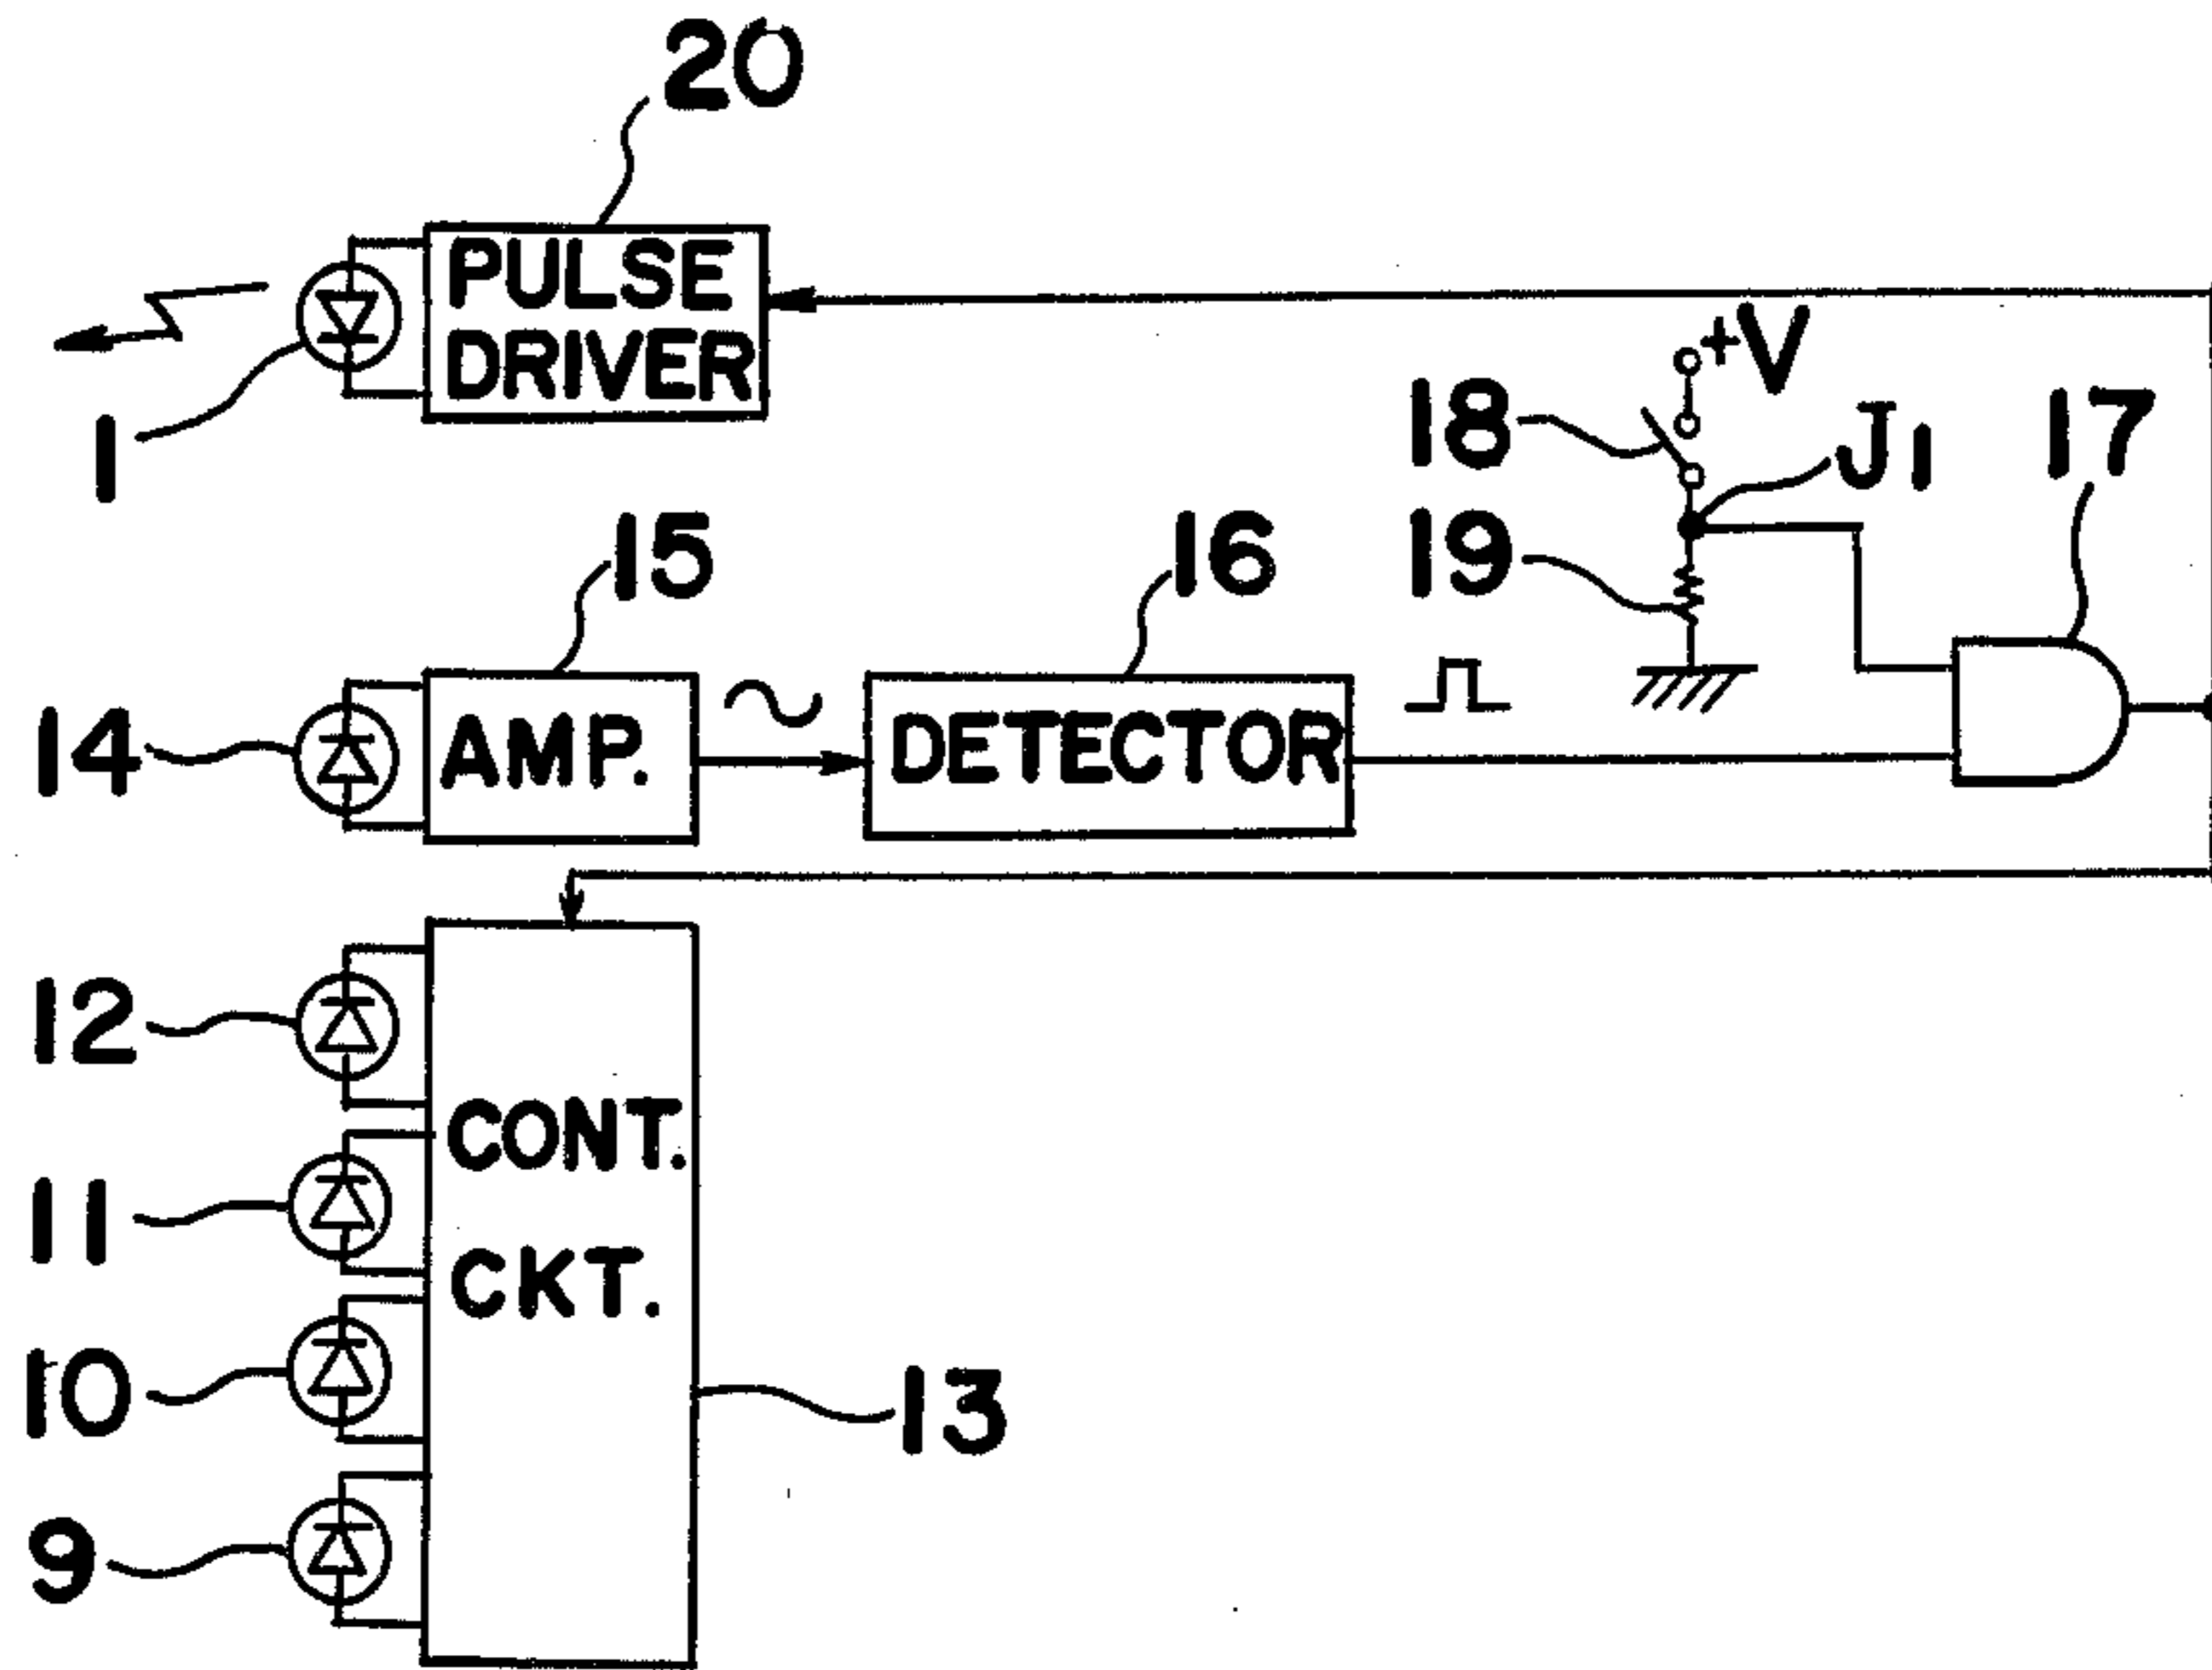 20
PULSE
DRIVER
1
+V
18
J1
17
19
15
16
14
AMP.
DETECTOR
12
CONT.
11
CKT.
10
13
9